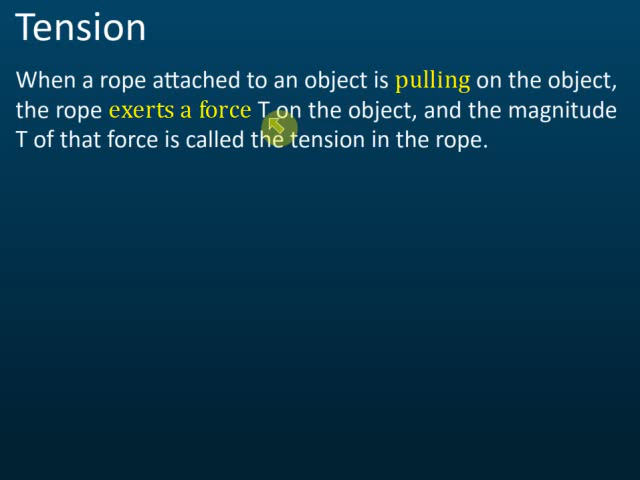 Tension
When a rope attached to an object is pulling on the object,
the rope exerts a force T on the object, and the magnitude
T of that force is called the tension in the rope.